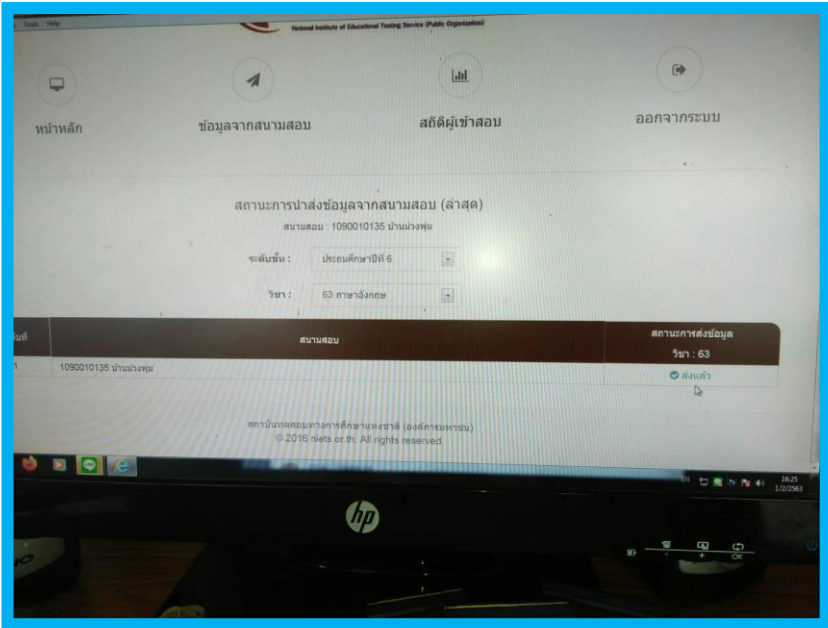 Tools Help
National Institute of Educational Testing Service (Public Organization)
หน้าหลัก
ข้อมูลจากสนามสอบ
สถิติผู้เข้าสอบ
ออกจากระบบ
สถานะการนำส่งข้อมูลจากสนามสอบ (ล่าสุด)
สนามสอบ : 1090010135 บ้านม่วงพุ่ม
ระดับชั้น : ประถมศึกษาปีที่ 6
วิชา : 63 ภาษาอังกฤษ
สนามสอบ
สถานะการส่งข้อมูล
วิชา : 63
1 1090010135 บ้านม่วงพุ่ม
ส่งแล้ว
สถาบันทดสอบทางการศึกษาแห่งชาติ (องค์การมหาชน)
© 2016 niets.or.th. All rights reserved.
EN
16:25
1/2/2563
hp
- + OK